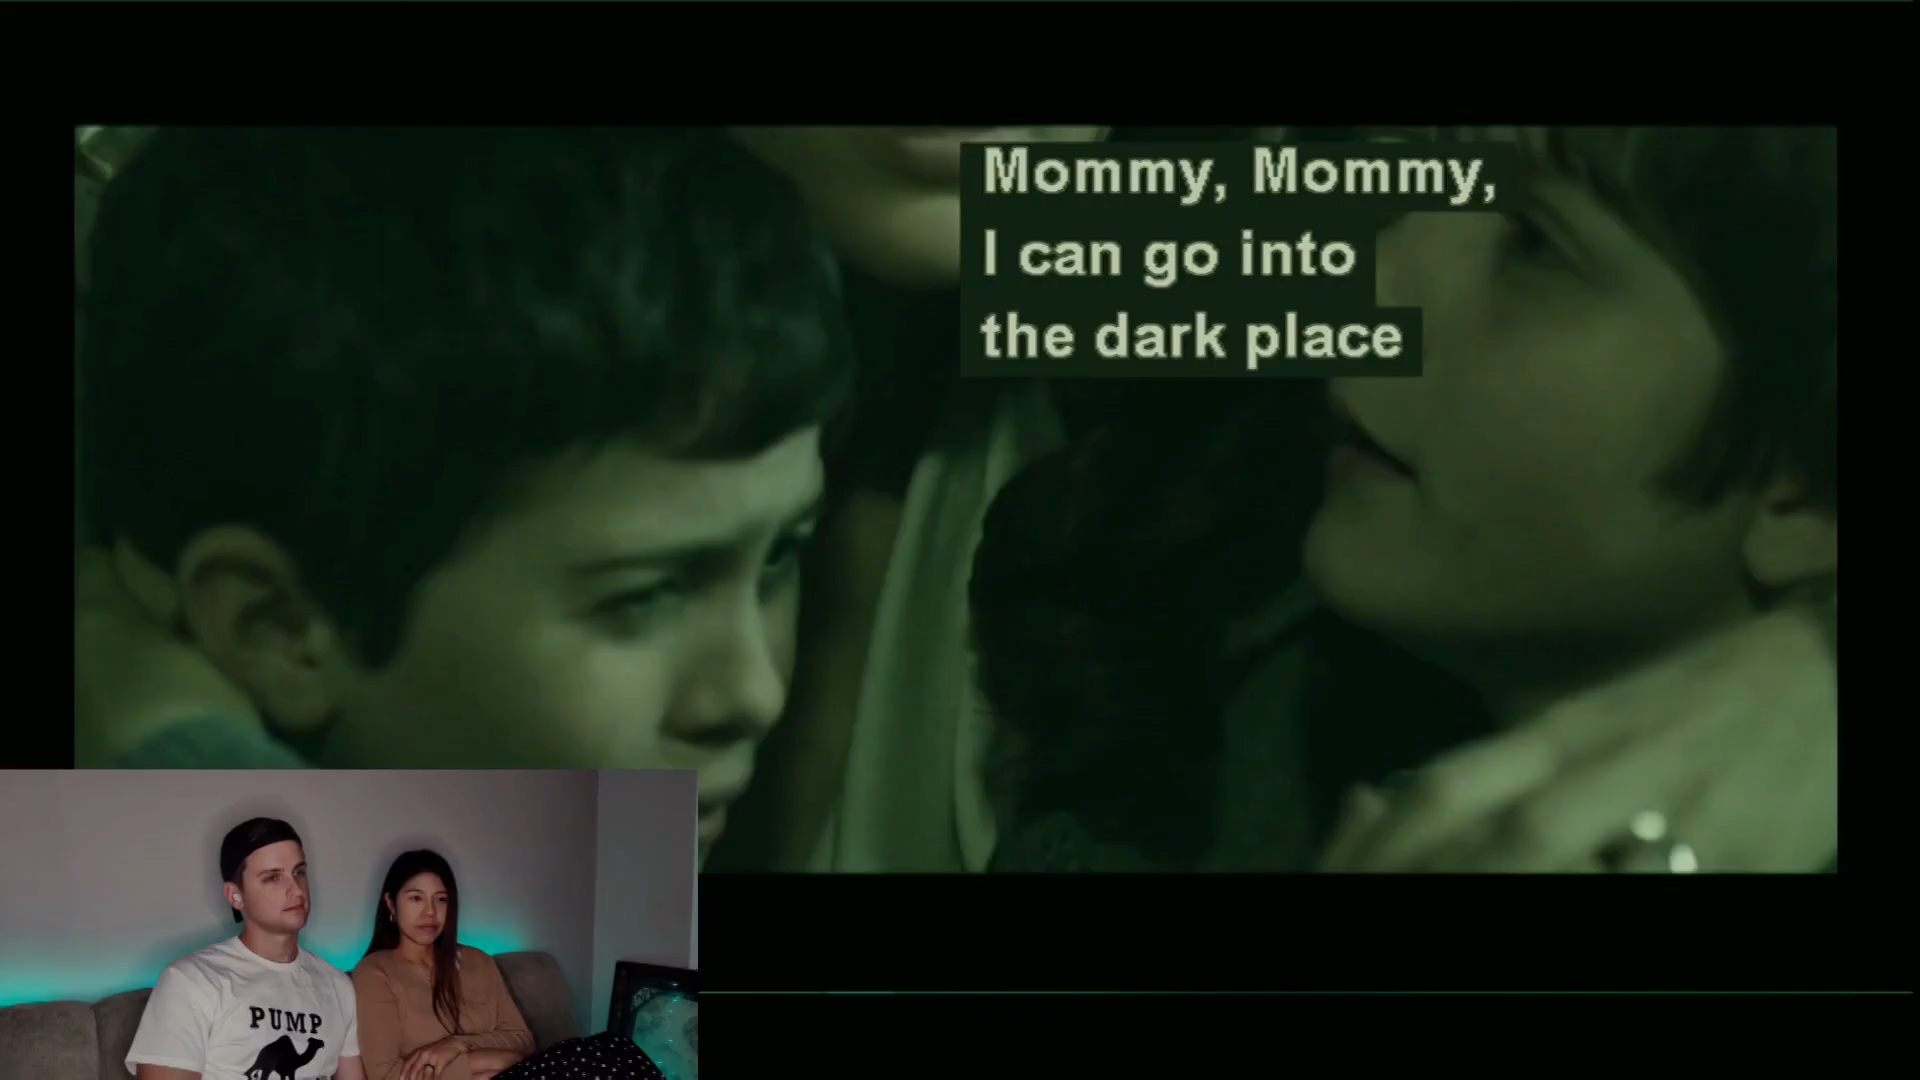 Mommy, Mommy,
I can go into
the dark place
PUMP